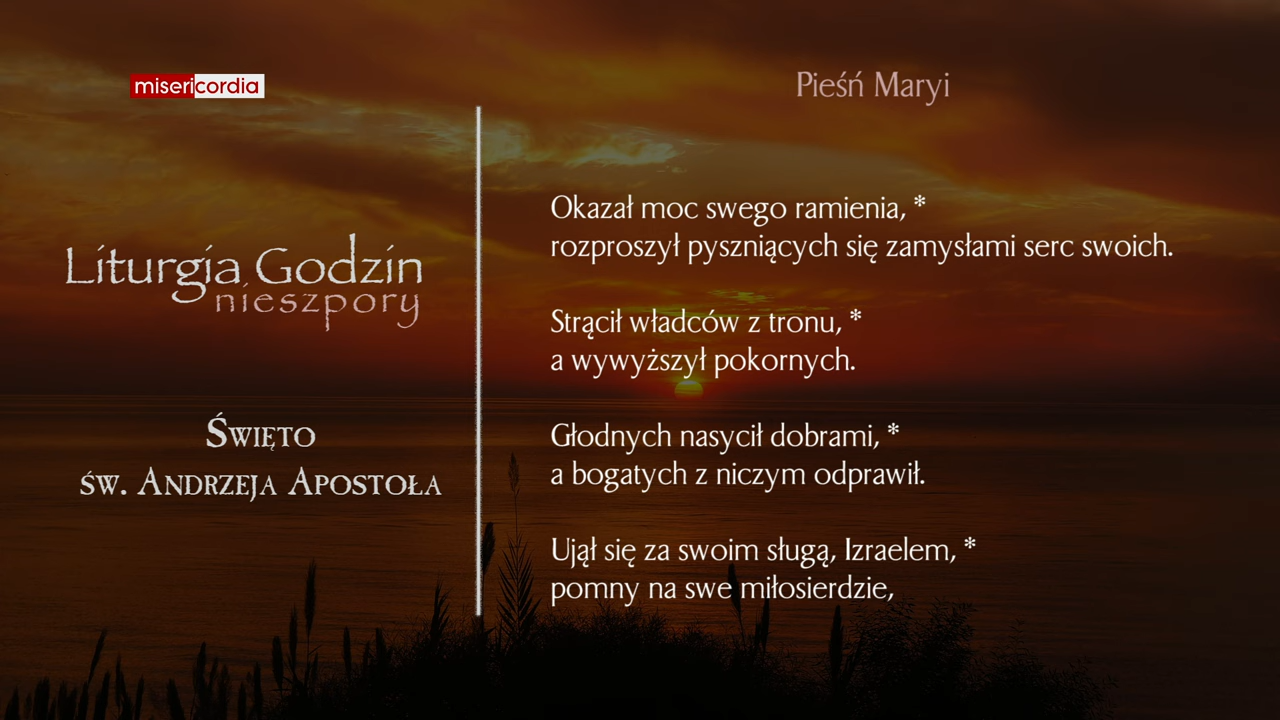 misericordia
Pieśń Maryi
Liturgia Godzin
nieszpory
Święto
św. Andrzeja Apostoła
Okazał moc swego ramienia, *
rozproszył pyszniących się zamysłami serc swoich.
Strącił władców z tronu, *
a wywyższył pokornych.
Głodnych nasycił dobrami, *
a bogatych z niczym odprawił.
Ujął się za swoim sługą, Izraelem, *
pomny na swe miłosierdzie,